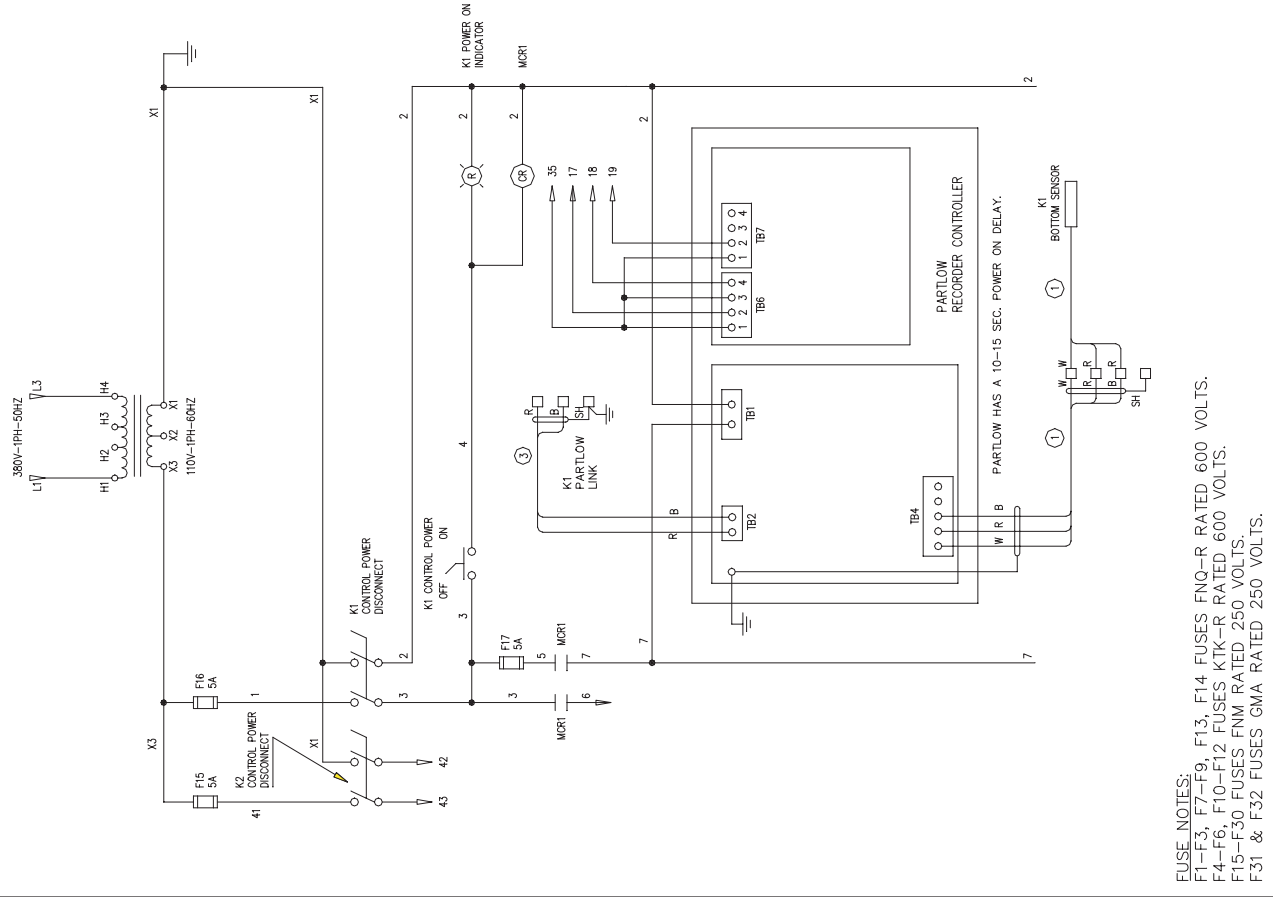 380V-1PH-50HZ
L1
L3
H1
H2
H3
H4
X3
X2
X1
110V-1PH-60HZ
X3
X1
F15
5A
F16
5A
41
1
K2
CONTROL POWER
DISCONNECT
X1
X1
K1
CONTROL POWER
DISCONNECT
43
42
3
2
2
K1 CONTROL POWER
OFF
ON
3
4
R
2
K1 POWER ON
INDICATOR
CR
2
MCR1
F17
5A
3
5
MCR1
MCR1
6
7
7
2
2
7
3
K1
PARTLOW
LINK
R
B
SH
R
B
35
17
18
19
TB2
TB1
TB6
1
2
3
4
TB7
1
2
3
4
TB4
W
R
B
PARTLOW
RECORDER CONTROLLER
PARTLOW HAS A 10-15 SEC. POWER ON DELAY.
1
1
W
W
R
R
B
R
SH
K1
BOTTOM SENSOR
FUSE NOTES:
F1-F3, F7-F9, F13, F14 FUSES FNQ-R RATED 600 VOLTS.
F4-F6, F10-F12 FUSES KTK-R RATED 600 VOLTS.
F15-F30 FUSES FNM RATED 250 VOLTS.
F31 & F32 FUSES GMA RATED 250 VOLTS.